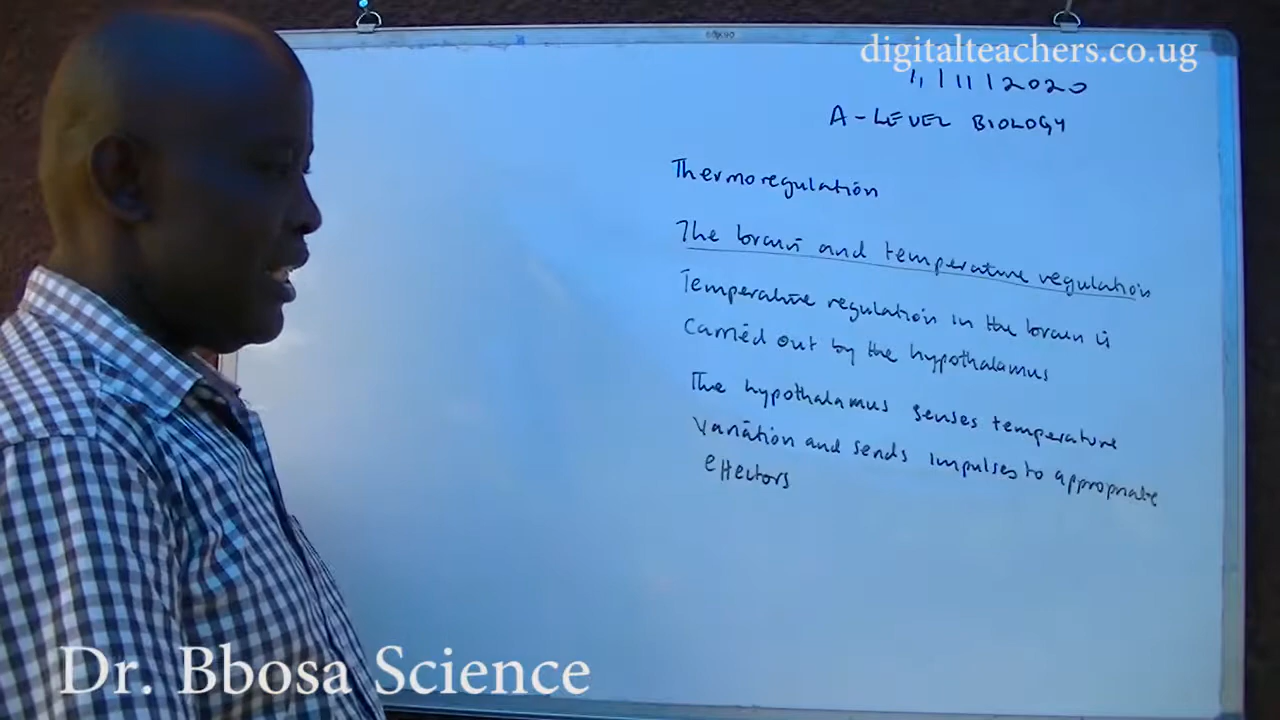 digitalteachers.co.ug
11/11/2020
A-LEVEL BIOLOGY
Thermoregulation
The brain and temperature regulation
Temperature regulation in the brain is
Carried out by the hypothalamus
The hypothalamus senses temperature
variation and sends impulses to appropriate
effectors
Dr. Bbosa Science